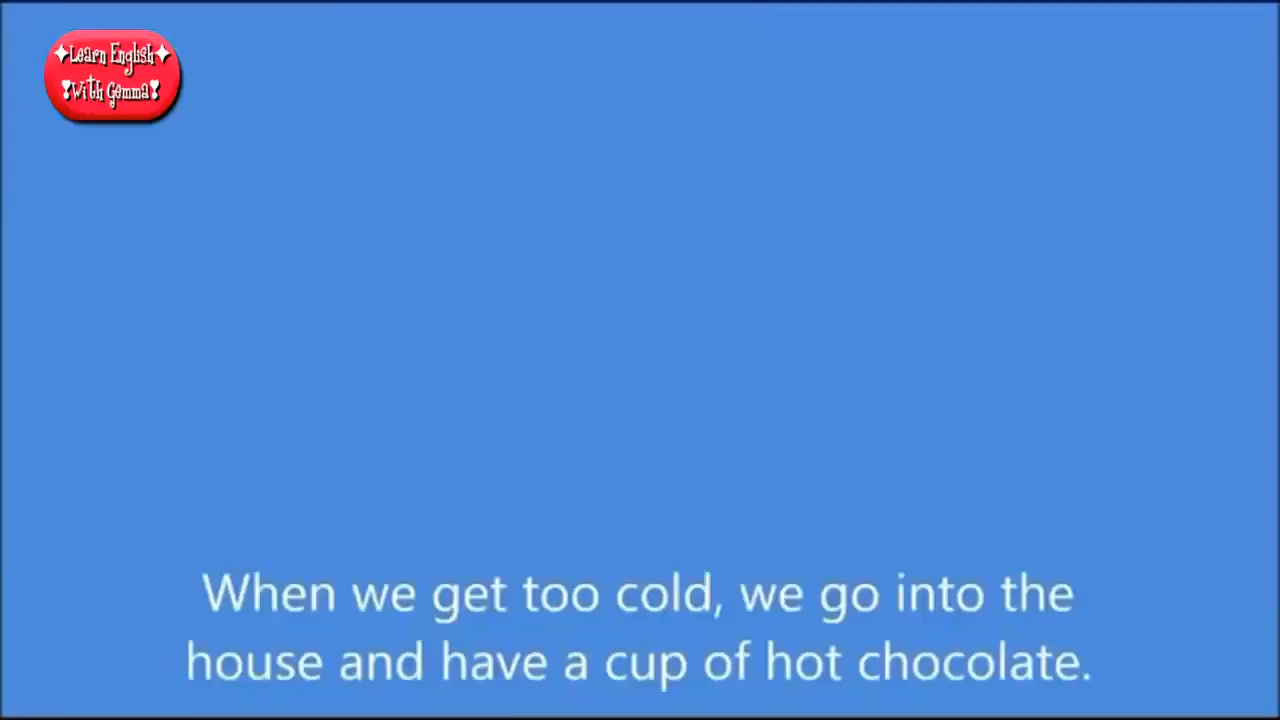 Learn English
With Gemma
When we get too cold, we go into the
house and have a cup of hot chocolate.